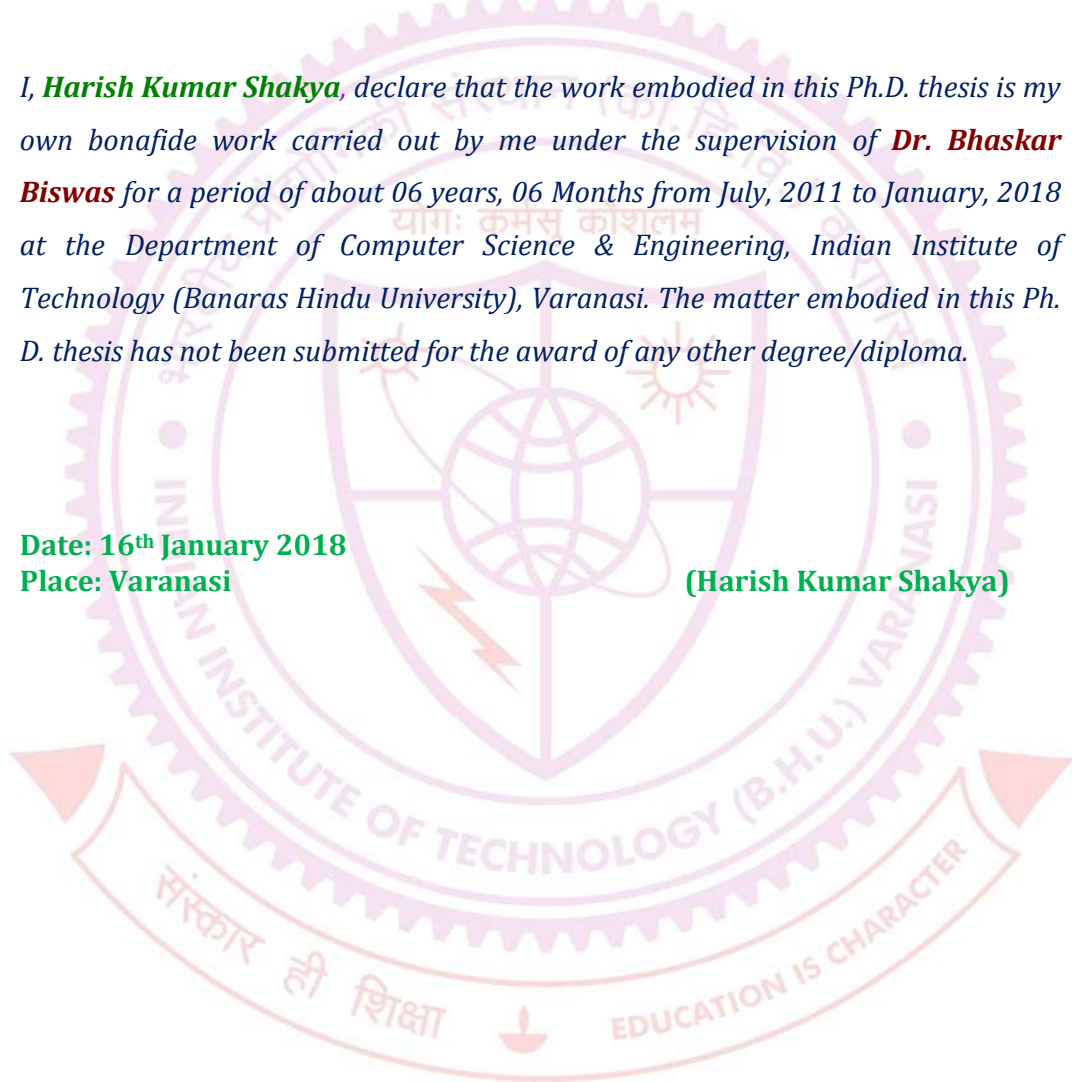 I, Harish Kumar Shakya, declare that the work embodied in this Ph.D. thesis is my
own bonafide work carried out by me under the supervision of Dr. Bhaskar
Biswas for a period of about 06 years, 06 Months from July, 2011 to January, 2018
at the Department of Computer Science & Engineering, Indian Institute of
Technology (Banaras Hindu University), Varanasi. The matter embodied in this Ph.
D. thesis has not been submitted for the award of any other degree/diploma.
Date: 16th January 2018
Place: Varanasi
(Harish Kumar Shakya)
INDIAN INSTITUTE OF TECHNOLOGY (B.H.U.) VARANASI
संस्कार ही शिक्षा
EDUCATION IS CHARACTER